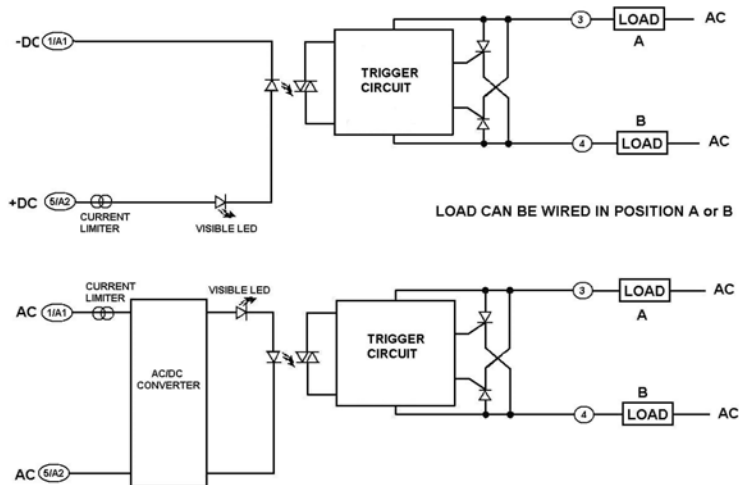 3
LOAD
AC
A
-DC
1/A1
TRIGGER
CIRCUIT
B
4
LOAD
AC
+DC
5/A2
CURRENT
LIMITER
VISIBLE LED
LOAD CAN BE WIRED IN POSITION A or B
CURRENT
LIMITER
VISIBLE LED
AC
1/A1
3
LOAD
AC
A
TRIGGER
CIRCUIT
AC/DC
CONVERTER
B
4
LOAD
AC
AC
5/A2